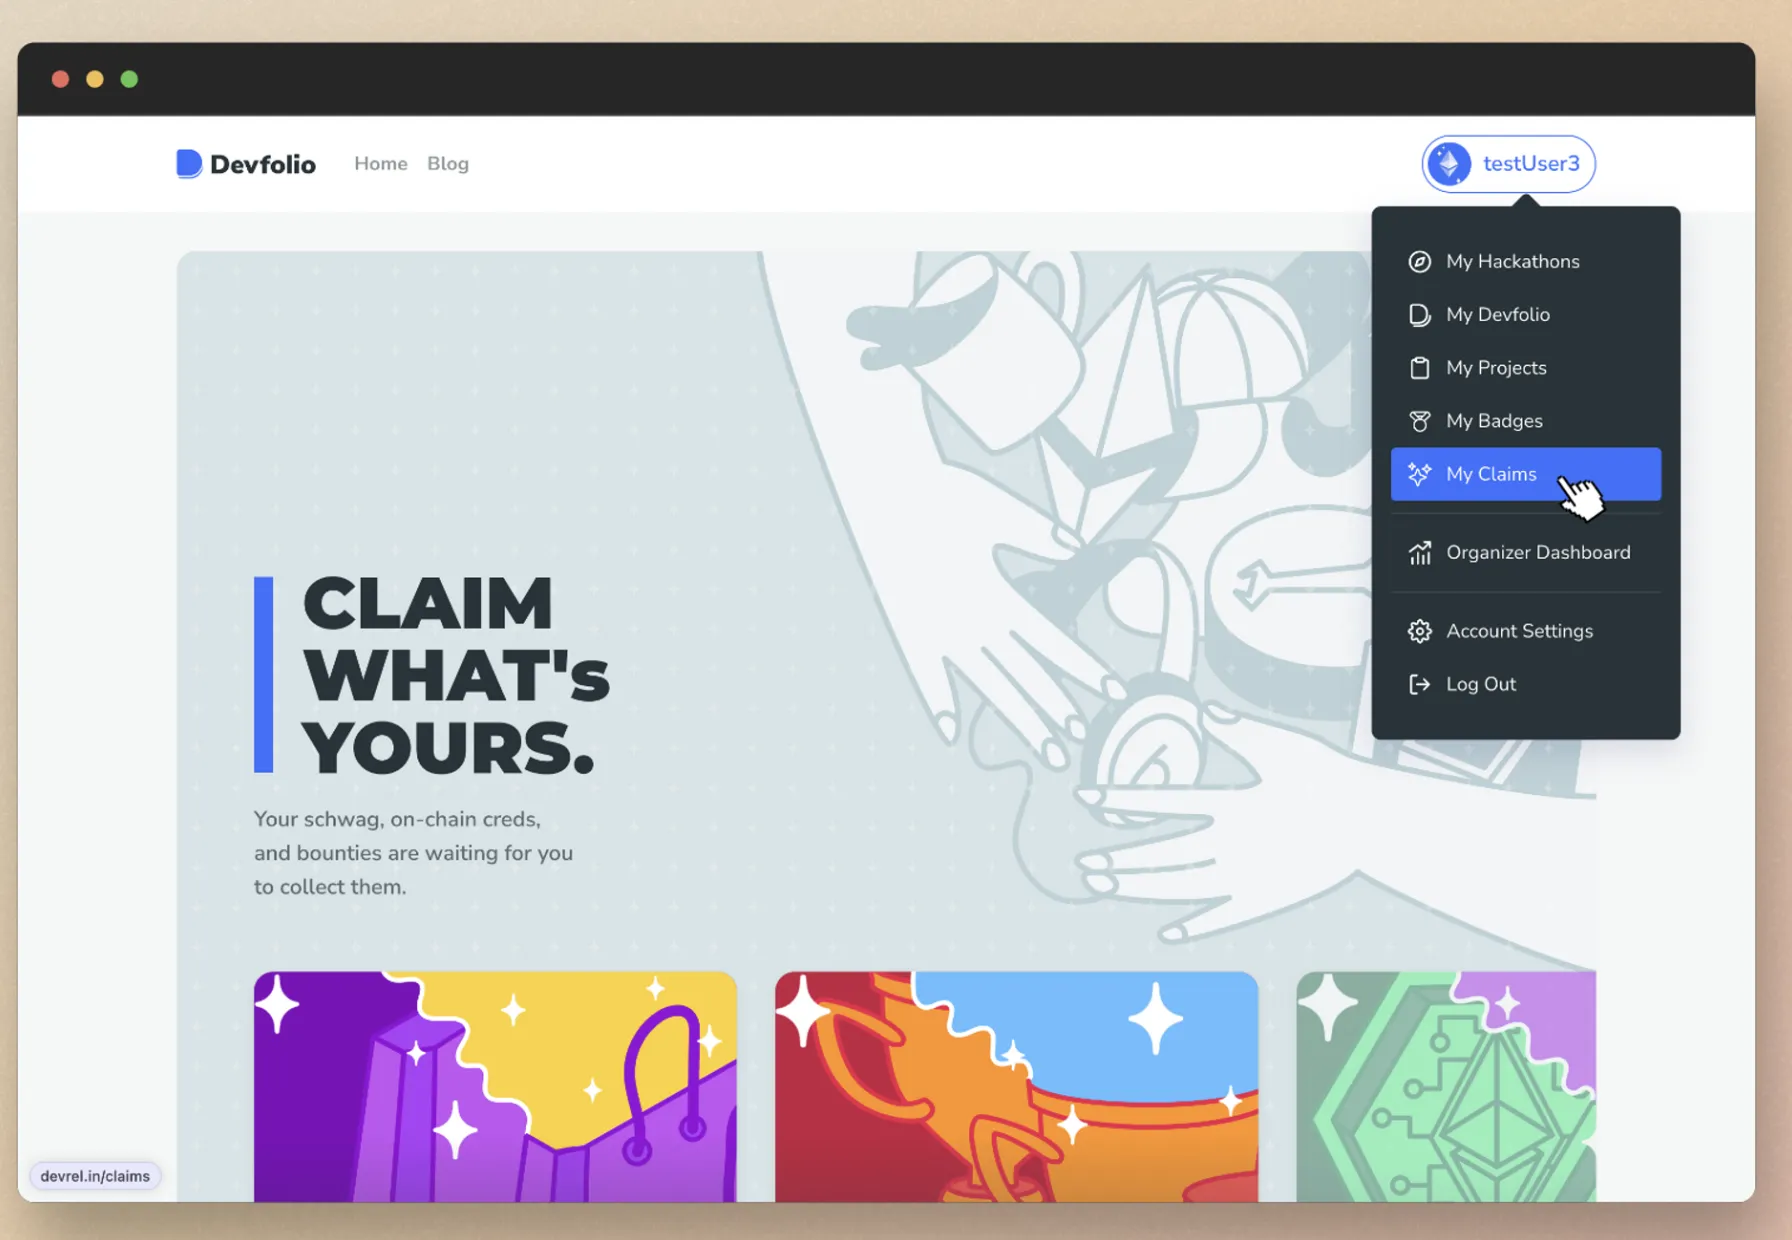 Devfolio
Home
Blog
testUser3
My Hackathons
My Devfolio
My Projects
My Badges
My Claims
Organizer Dashboard
Account Settings
Log Out
CLAIM
WHAT's
YOURS.
Your schwag, on-chain creds,
and bounties are waiting for you
to collect them.
devrel.in/claims